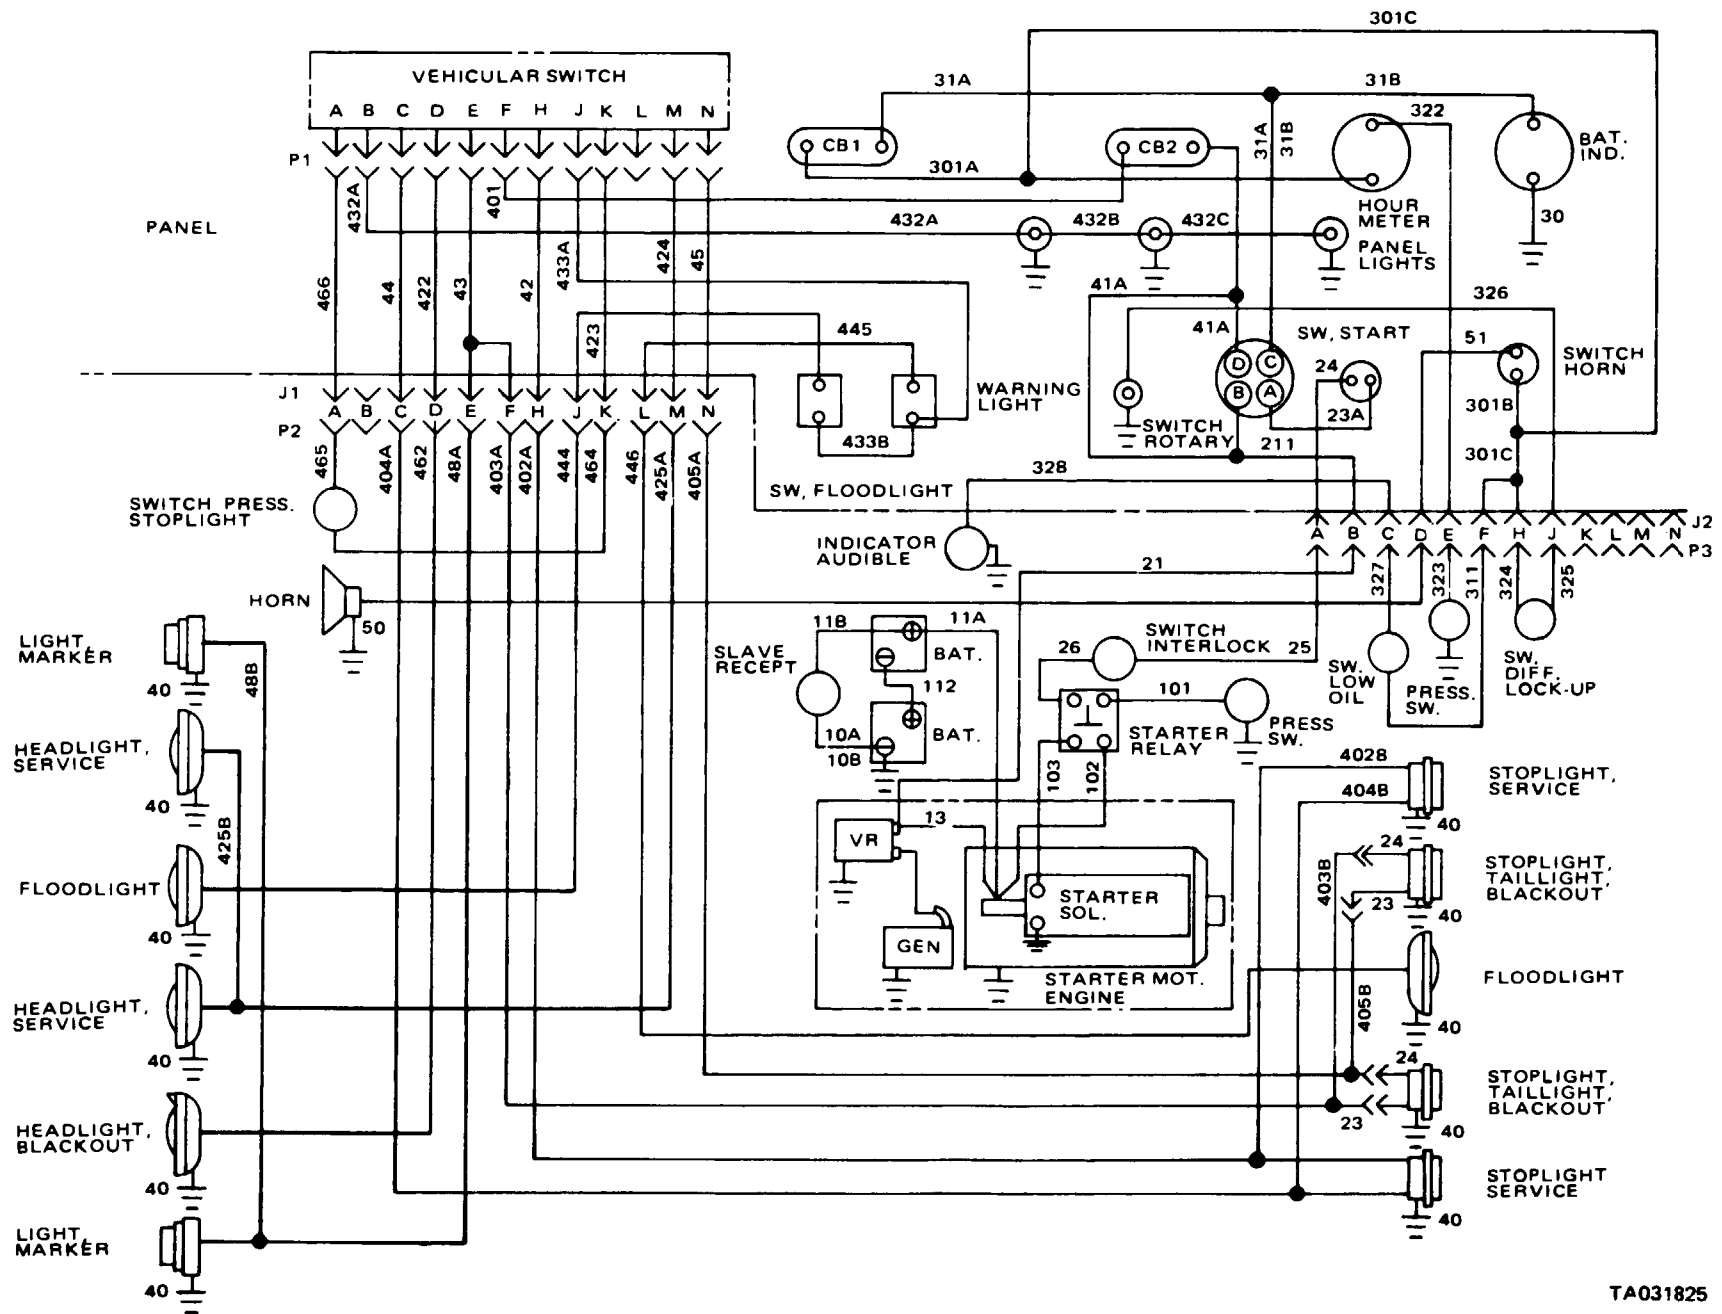 301C
VEHICULAR SWITCH
A B C D E F H J K L M N
P1
31A
31B
322
CB1
CB2
31A
31B
BAT.
IND.
301A
HOUR
METER
30
PANEL
432A
401
432A
432B
432C
PANEL
LIGHTS
466
44
422
43
42
433A
423
424
45
41A
326
41A
SW, START
51
SWITCH
HORN
445
D C
B A
24
23A
301B
WARNING
LIGHT
J1
A B C D E F H J K L M N
P2
433B
SWITCH
ROTARY
211
301C
465
404A
462
48A
403A
402A
444
464
446
425A
405A
328
SW, FLOODLIGHT
SWITCH PRESS.
STOPLIGHT
INDICATOR
AUDIBLE
J2
A B C D E F H J K L M N
P3
21
327
323
311
324
325
HORN
50
LIGHT,
MARKER
40
48B
SLAVE
RECEPT
11B
11A
BAT.
112
10A
10B
BAT.
26
SWITCH
INTERLOCK
25
101
STARTER
RELAY
PRESS
SW.
SW,
LOW
OIL
PRESS.
SW.
SW,
DIFF.
LOCK-UP
103
102
HEADLIGHT,
SERVICE
40
425B
402B
404B
STOPLIGHT,
SERVICE
40
VR
13
STARTER
SOL.
GEN
STARTER MOT.
ENGINE
FLOODLIGHT
40
403B
24
23
STOPLIGHT,
TAILLIGHT,
BLACKOUT
40
FLOODLIGHT
40
405B
HEADLIGHT,
SERVICE
40
24
23
STOPLIGHT,
TAILLIGHT,
BLACKOUT
40
HEADLIGHT,
BLACKOUT
40
STOPLIGHT
SERVICE
40
LIGHT,
MARKER
40
TA031825